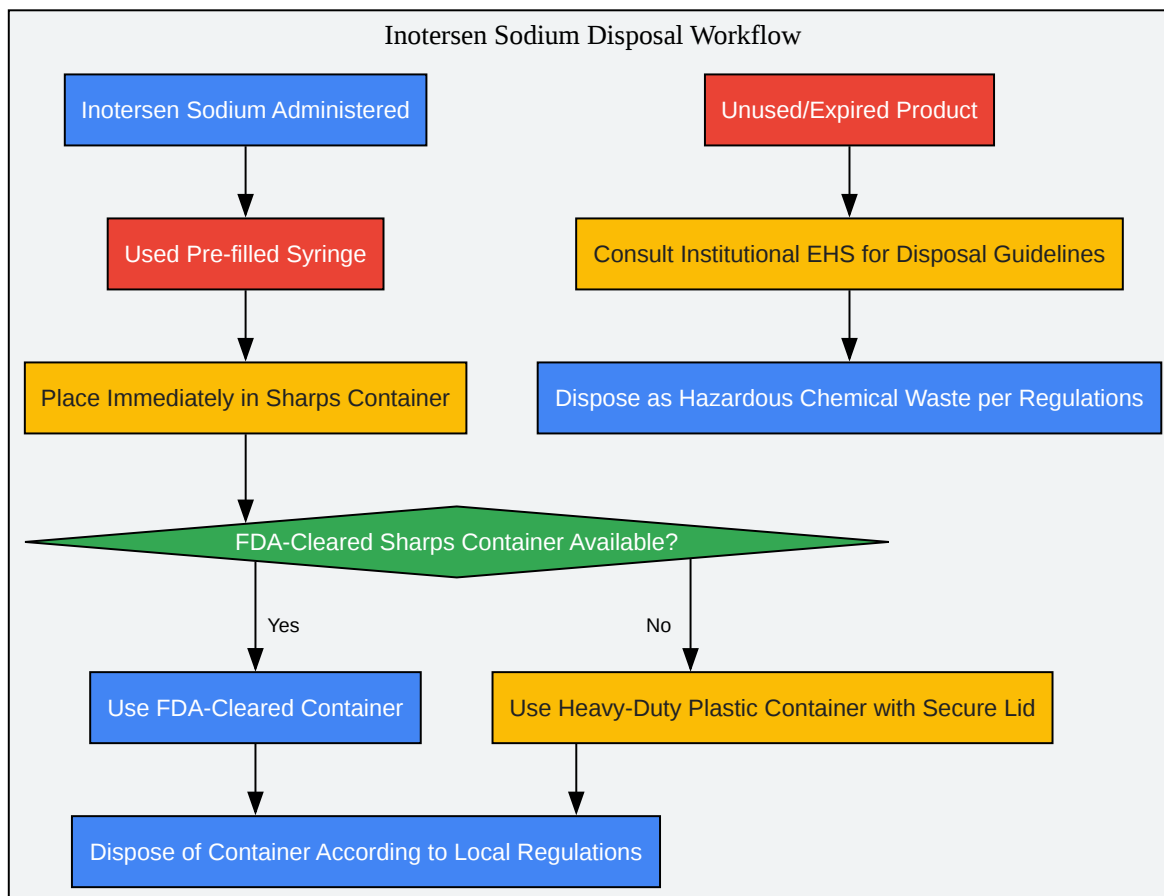 Inotersen Sodium Disposal Workflow
Inotersen Sodium Administered
Unused/Expired Product
Used Pre-filled Syringe
Consult Institutional EHS for Disposal Guidelines
Place Immediately in Sharps Container
Dispose as Hazardous Chemical Waste per Regulations
FDA-Cleared Sharps Container Available?
Yes
No
Use FDA-Cleared Container
Use Heavy-Duty Plastic Container with Secure Lid
Dispose of Container According to Local Regulations